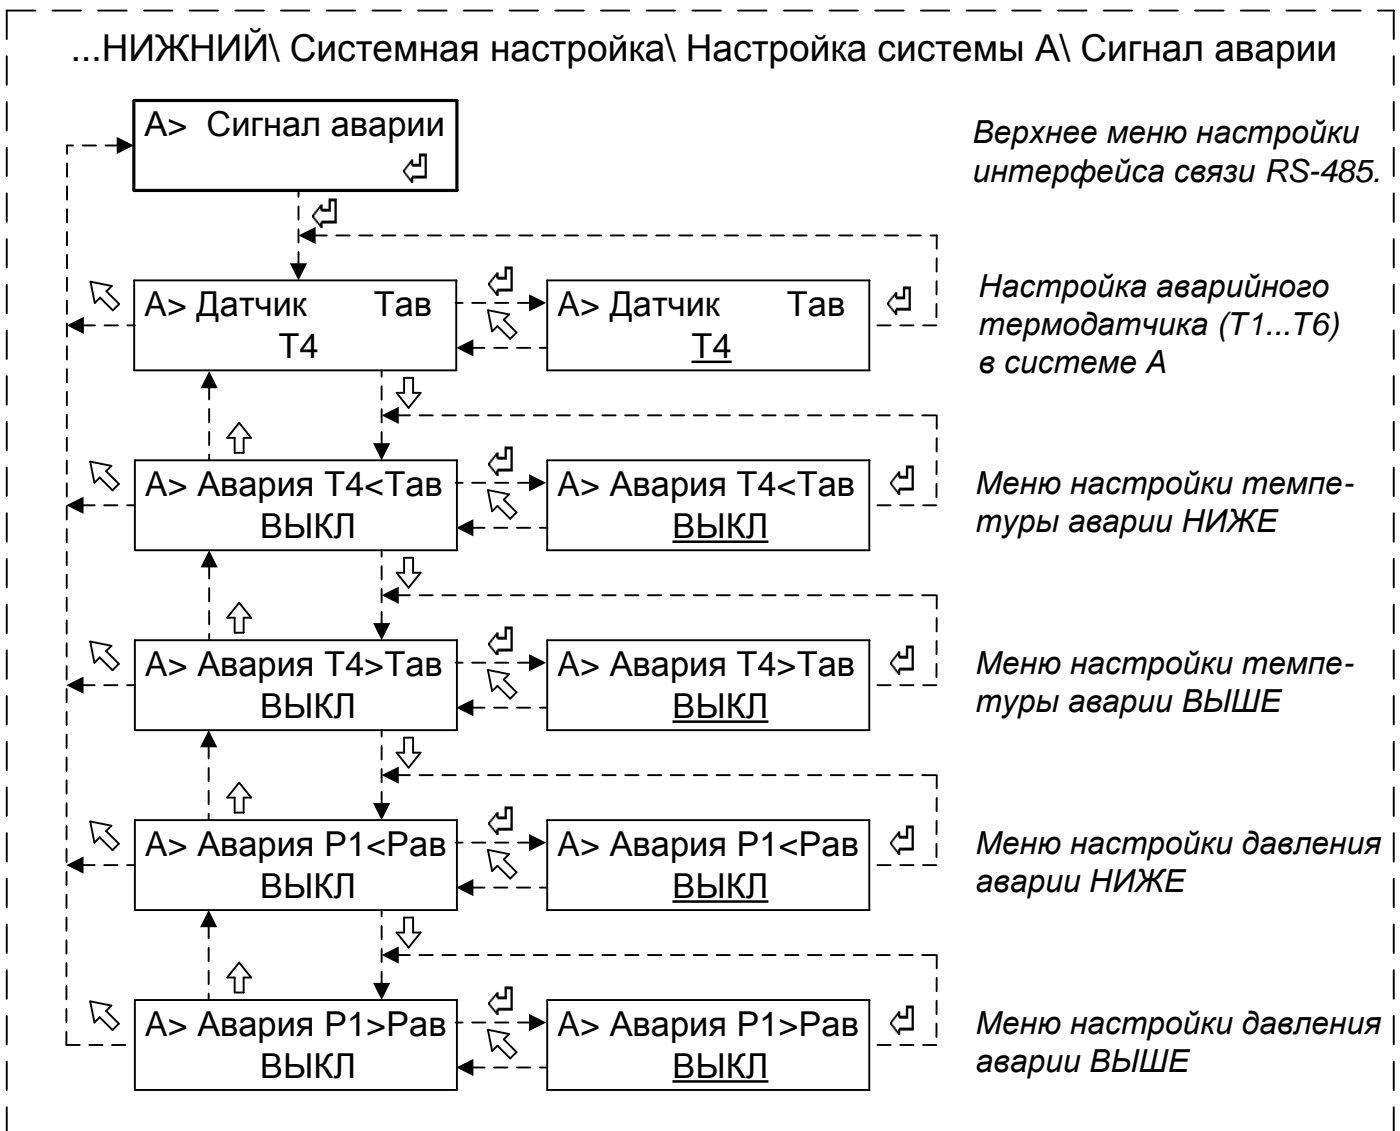 ...НИЖНИЙ\ Системная настройка\ Настройка системы А\ Сигнал аварии
А> Сигнал аварии
Верхнее меню настройки
интерфейса связи RS-485.
А> Датчик Тав
Т4
А> Датчик Тав
Т4
Настройка аварийного
термодатчика (Т1...Т6)
в системе А
А> Авария Т4<Тав
ВЫКЛ
А> Авария Т4<Тав
ВЫКЛ
Меню настройки темпе-
туры аварии НИЖЕ
А> Авария Т4>Тав
ВЫКЛ
А> Авария Т4>Тав
ВЫКЛ
Меню настройки темпе-
туры аварии ВЫШЕ
А> Авария Р1<Рав
ВЫКЛ
А> Авария Р1<Рав
ВЫКЛ
Меню настройки давления
аварии НИЖЕ
А> Авария Р1>Рав
ВЫКЛ
А> Авария Р1>Рав
ВЫКЛ
Меню настройки давления
аварии ВЫШЕ